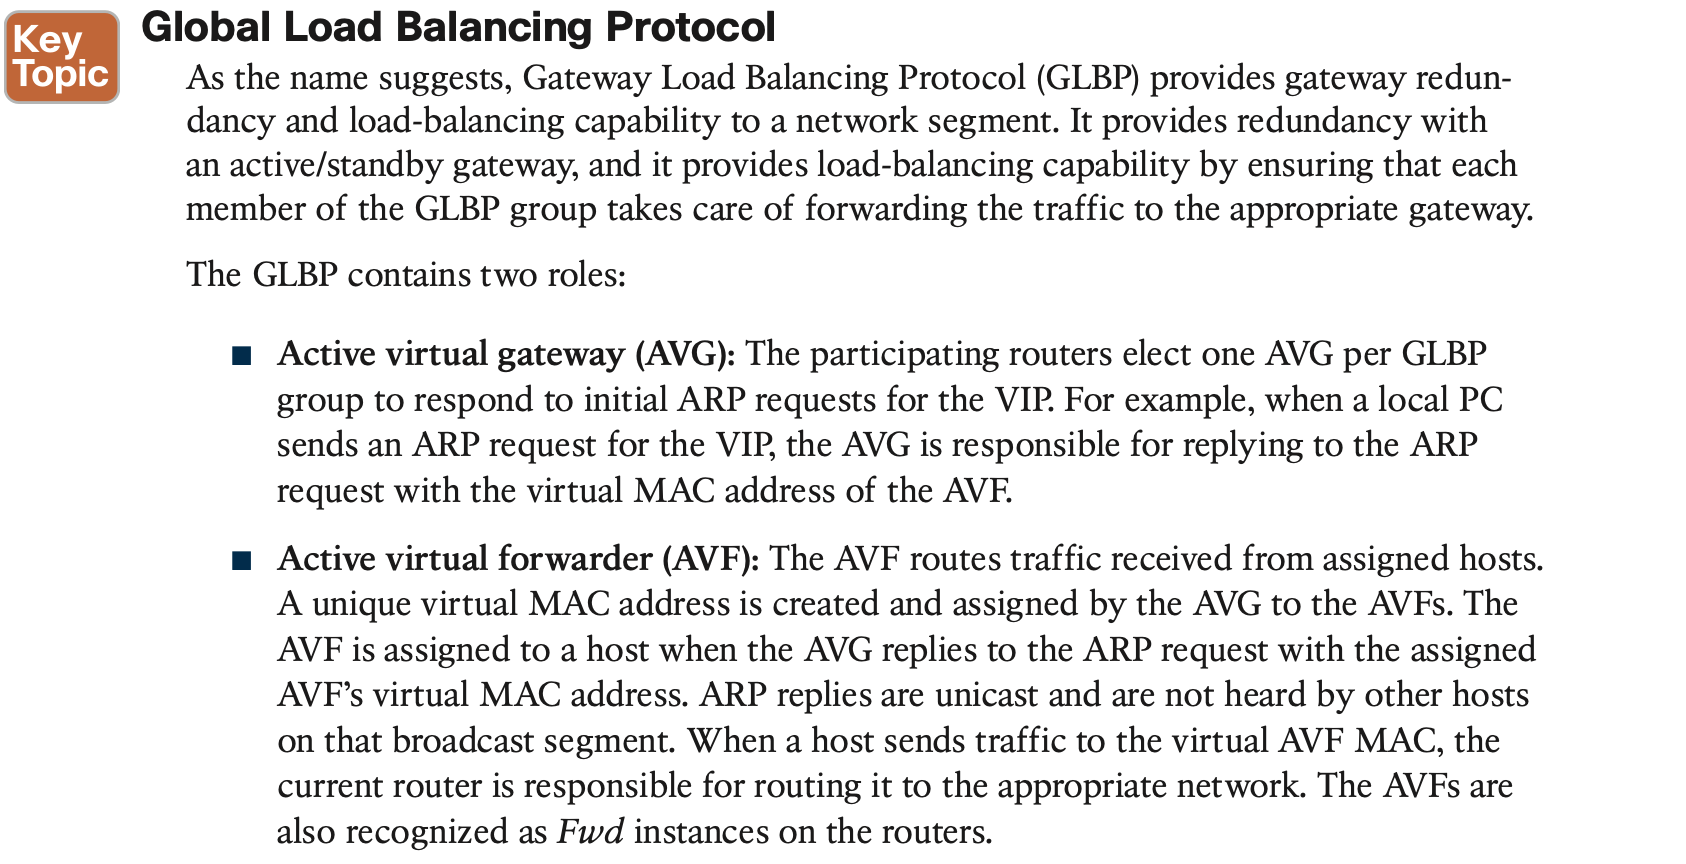 Key
Topic
Global Load Balancing Protocol
As the name suggests, Gateway Load Balancing Protocol (GLBP) provides gateway redun-
dancy and load-balancing capability to a network segment. It provides redundancy with
an active/standby gateway, and it provides load-balancing capability by ensuring that each
member of the GLBP group takes care of forwarding the traffic to the appropriate gateway.
The GLBP contains two roles:
■ Active virtual gateway (AVG): The participating routers elect one AVG per GLBP
group to respond to initial ARP requests for the VIP. For example, when a local PC
sends an ARP request for the VIP, the AVG is responsible for replying to the ARP
request with the virtual MAC address of the AVF.
■ Active virtual forwarder (AVF): The AVF routes traffic received from assigned hosts.
A unique virtual MAC address is created and assigned by the AVG to the AVFs. The
AVF is assigned to a host when the AVG replies to the ARP request with the assigned
AVF’s virtual MAC address. ARP replies are unicast and are not heard by other hosts
on that broadcast segment. When a host sends traffic to the virtual AVF MAC, the
current router is responsible for routing it to the appropriate network. The AVFs are
also recognized as Fwd instances on the routers.